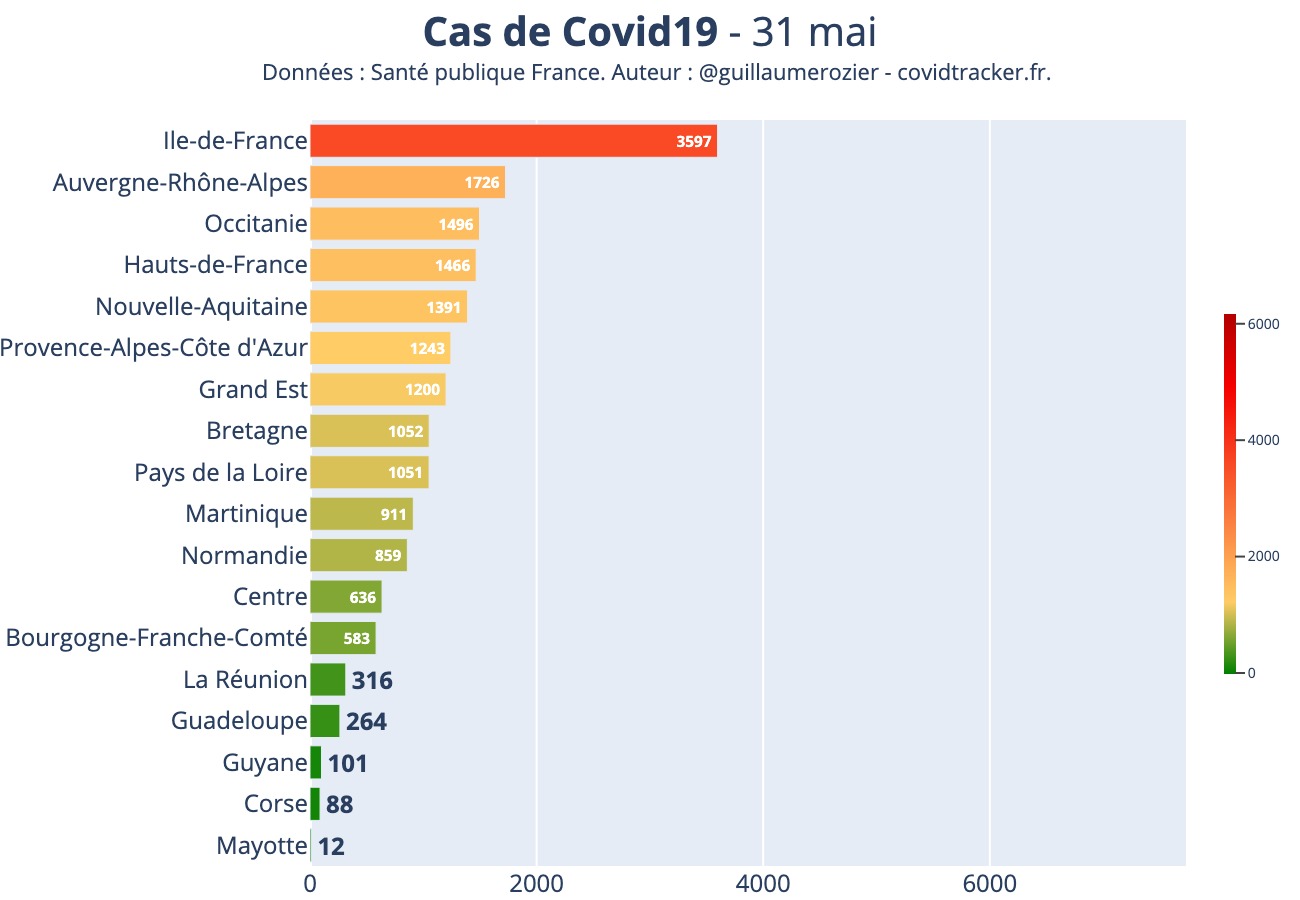 Cas de Covid19 - 31 mai
Données : Santé publique France. Auteur : @guillaumerozier - covidtracker.fr.
Ile-de-France 3597
Auvergne-Rhône-Alpes 1726
Occitanie 1496
Hauts-de-France 1466
Nouvelle-Aquitaine 1391
Provence-Alpes-Côte d'Azur 1243
Grand Est 1200
Bretagne 1052
Pays de la Loire 1051
Martinique 911
Normandie 859
Centre 636
Bourgogne-Franche-Comté 583
La Réunion 316
Guadeloupe 264
Guyane 101
Corse 88
Mayotte 12
0 2000 4000 6000
6000
4000
2000
0